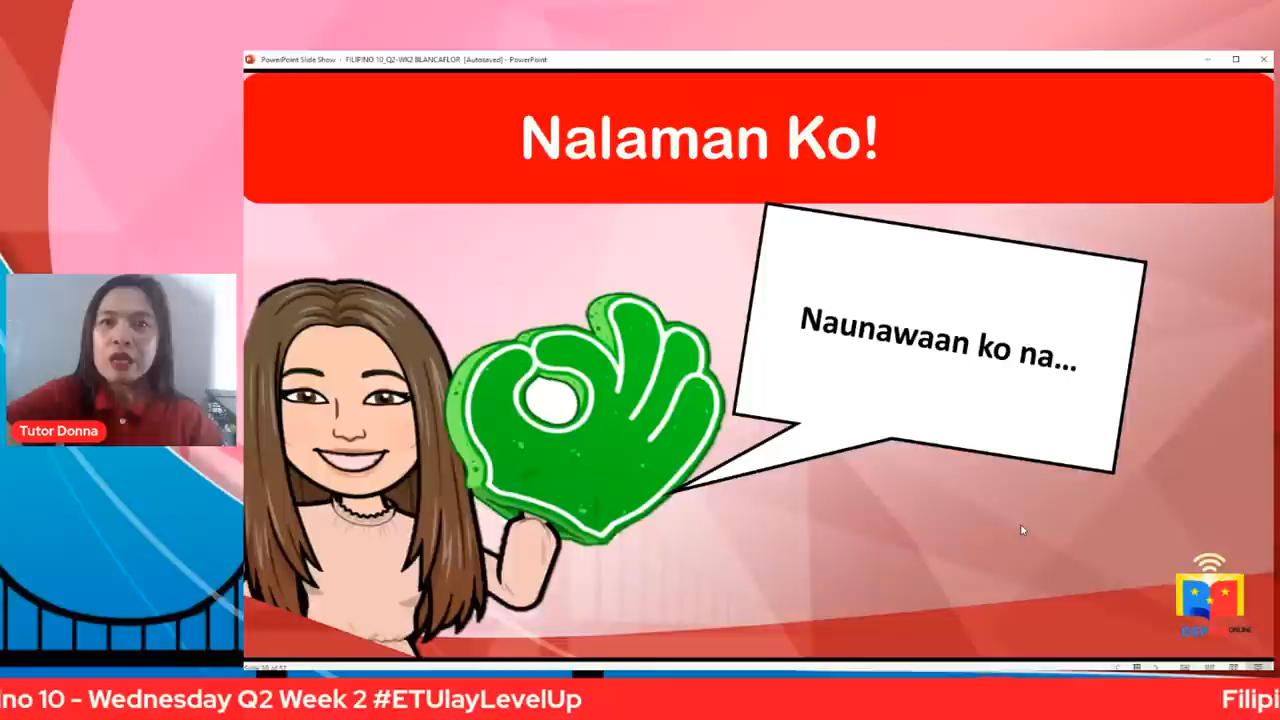 PowerPoint Slide Show - FILIPINO 10_Q2-WK2 BLANCAFLOR [Autosaved] - PowerPoint
Nalaman Ko!
Naunawaan ko na...
Tutor Donna
ONLINE
ino 10 - Wednesday Q2 Week 2 #ETUlayLevelUp
Filipi